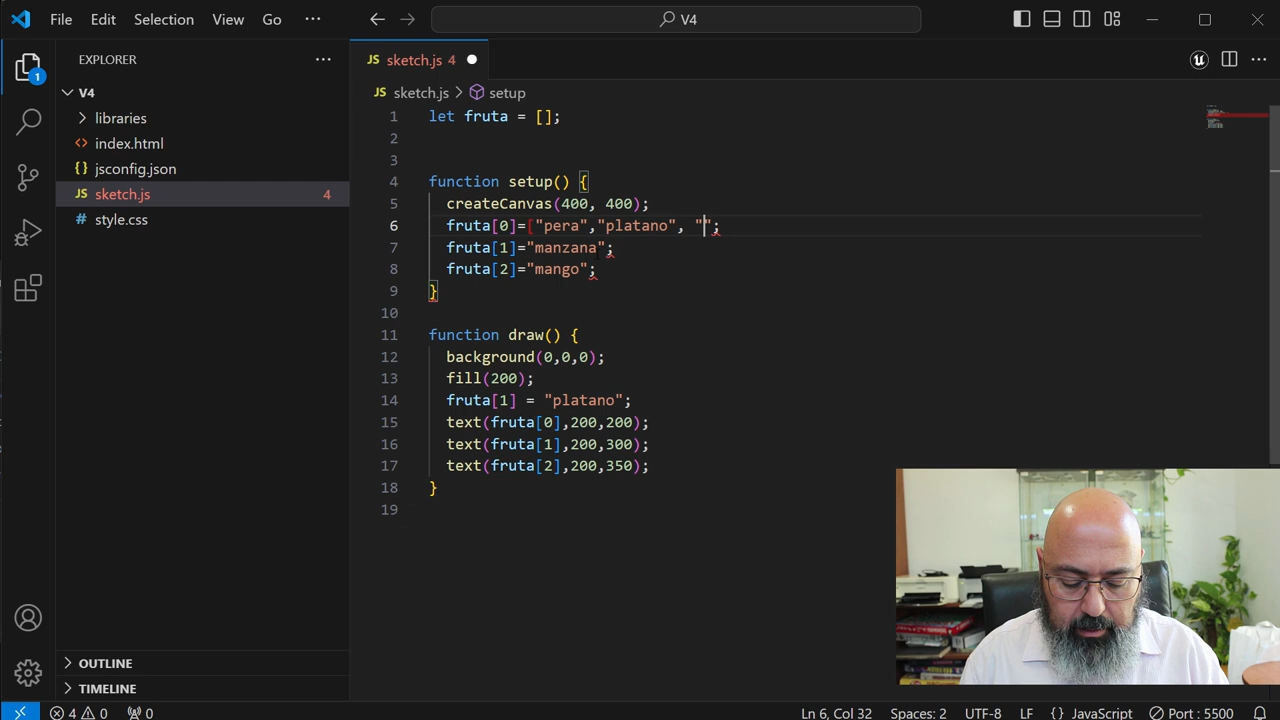 File Edit Selection View Go ··· V4
EXPLORER ···
JS sketch.js 4
JS sketch.js > setup
1
V4
libraries
<> index.html
{} jsconfig.json
JS sketch.js 4
# style.css
1 let fruta = [];
2
3
4 function setup() {
5 createCanvas(400, 400);
6 fruta[0]=["pera","platano", "";
7 fruta[1]="manzana";
8 fruta[2]="mango";
9 }
10
11 function draw() {
12 background(0,0,0);
13 fill(200);
14 fruta[1] = "platano";
15 text(fruta[0],200,200);
16 text(fruta[1],200,300);
17 text(fruta[2],200,350);
18 }
19
OUTLINE
TIMELINE
4 0 0 Ln 6, Col 32 Spaces: 2 UTF-8 LF {} JavaScript Port : 5500